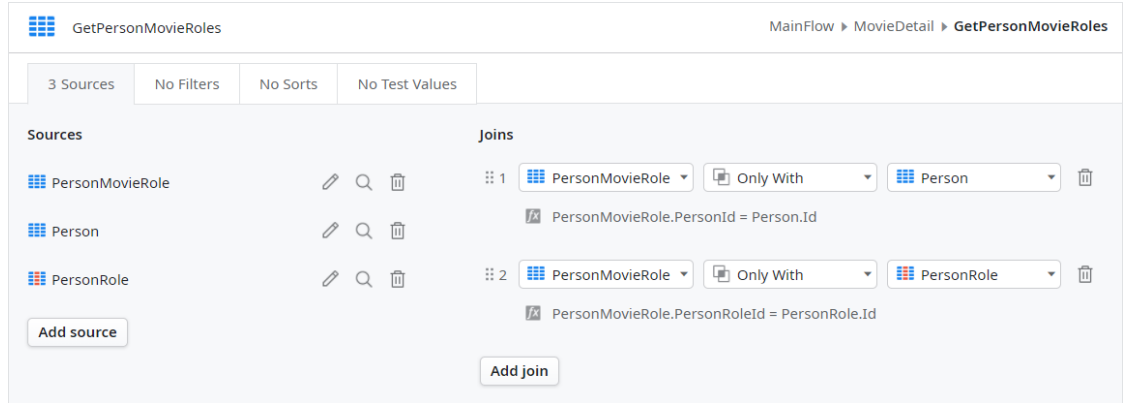 GetPersonMovieRoles
MainFlow ▸ MovieDetail ▸ GetPersonMovieRoles
3 Sources
No Filters
No Sorts
No Test Values
Sources
PersonMovieRole
Person
PersonRole
Add source
Joins
1 PersonMovieRole Only With Person
fx PersonMovieRole.PersonId = Person.Id
2 PersonMovieRole Only With PersonRole
fx PersonMovieRole.PersonRoleId = PersonRole.Id
Add join